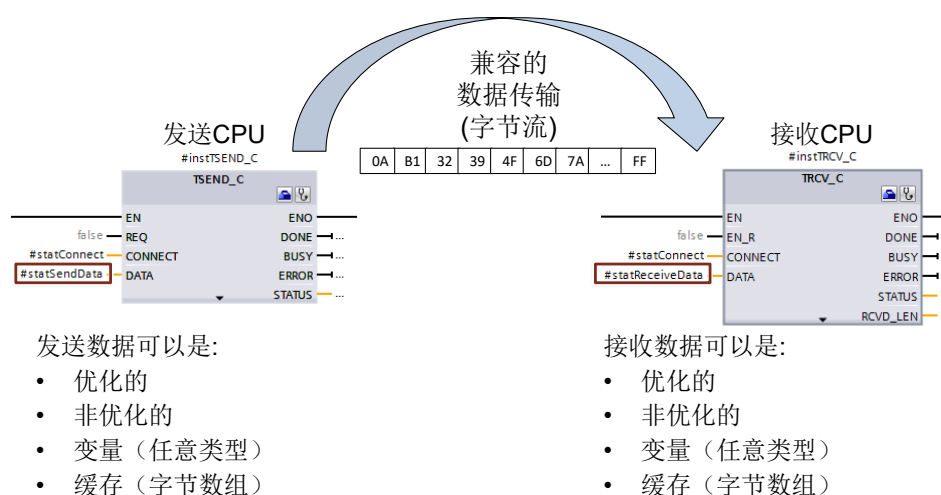 兼容的
数据传输
(字节流)
0A B1 32 39 4F 6D 7A ... FF
发送CPU
#instTSEND_C
TSEND_C
EN ENO
false REQ DONE ...
#statConnect CONNECT BUSY ...
#statSendData DATA ERROR ...
STATUS ...
接收CPU
#instTRCV_C
TRCV_C
EN ENO
false EN_R DONE
#statConnect CONNECT BUSY
#statReceiveData DATA ERROR
STATUS
RCVD_LEN
发送数据可以是:
• 优化的
• 非优化的
• 变量（任意类型）
• 缓存（字节数组）
接收数据可以是:
• 优化的
• 非优化的
• 变量（任意类型）
• 缓存（字节数组）